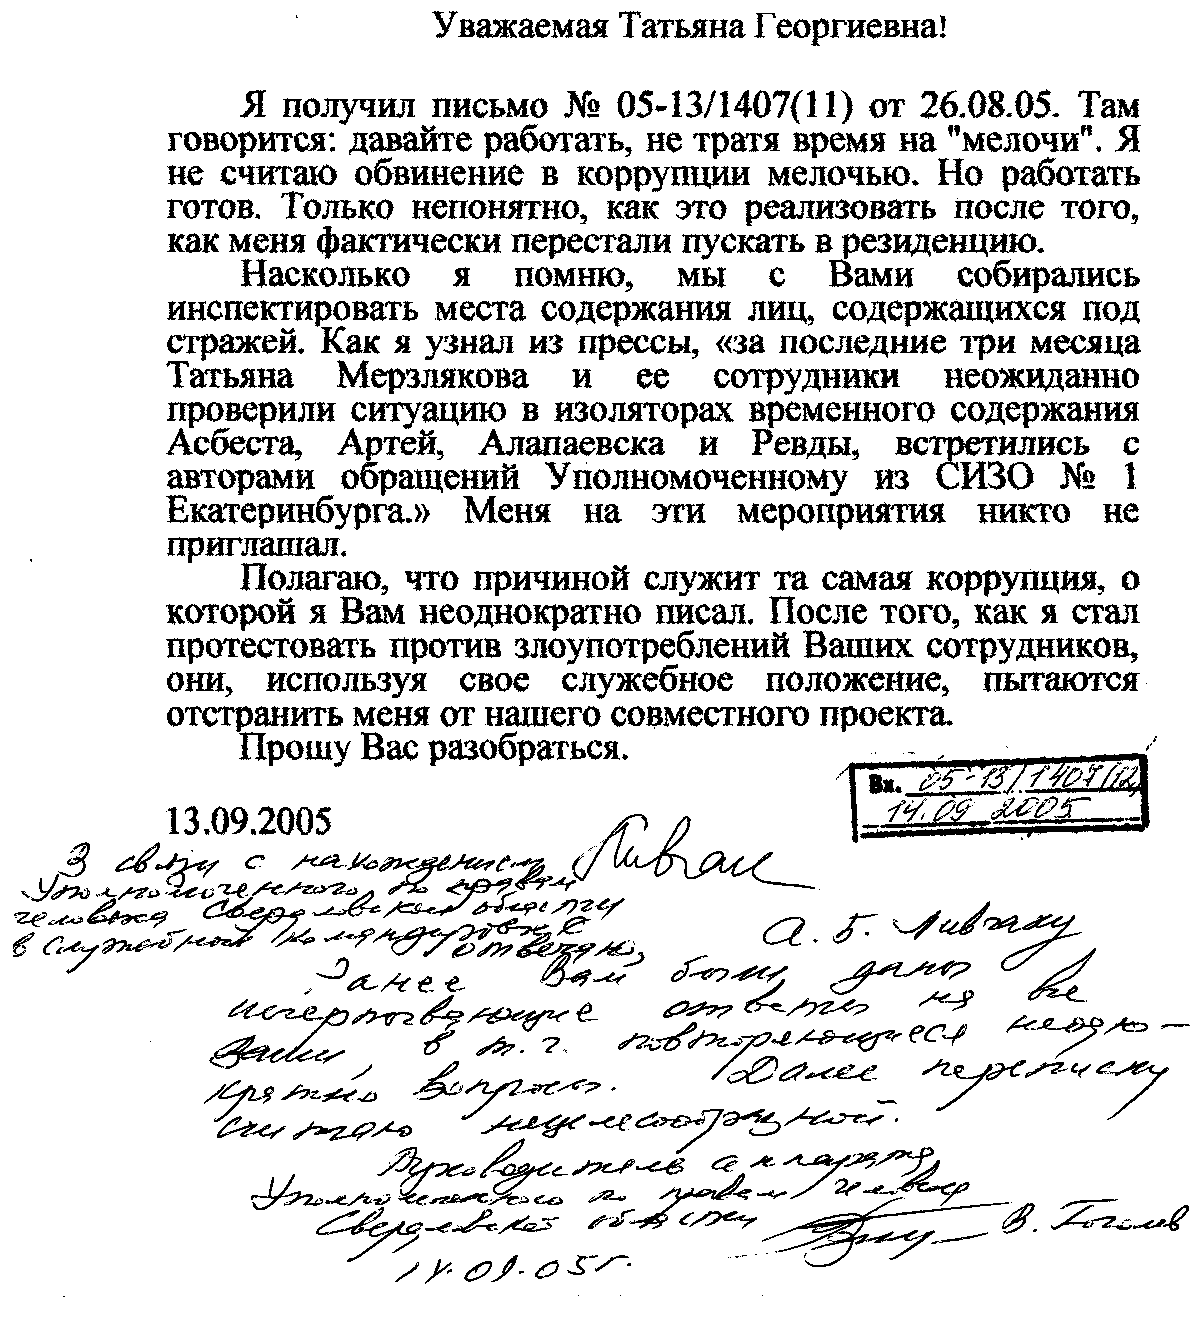 Уважаемая Татьяна Георгиевна!
Я получил письмо № 05-13/1407(11) от 26.08.05. Там
говорится: давайте работать, не тратя время на "мелочи". Я
не считаю обвинение в коррупции мелочью. Но работать
готов. Только непонятно, как это реализовать после того,
как меня фактически перестали пускать в резиденцию.
Насколько я помню, мы с Вами собирались
инспектировать места содержания лиц, содержащихся под
стражей. Как я узнал из прессы, «за последние три месяца
Татьяна Мерзлякова и ее сотрудники неожиданно
проверили ситуацию в изоляторах временного содержания
Асбеста, Артей, Алапаевска и Ревды, встретились с
авторами обращений Уполномоченному из СИЗО № 1
Екатеринбурга.» Меня на эти мероприятия никто не
приглашал.
Полагаю, что причиной служит та самая коррупция, о
которой я Вам неоднократно писал. После того, как я стал
протестовать против злоупотреблений Ваших сотрудников,
они, используя свое служебное положение, пытаются
отстранить меня от нашего совместного проекта.
Прошу Вас разобраться.
Вх. 05-13/1407(12)
14.09 2005
13.09.2005
Ливчак
В связи с нахождением
Уполномоченного по правам
человека Свердловской области
в служебной командировке
отвечаю,
А. Б. Ливчаку
Ранее Вам были даны
исчерпывающие ответы на все
Ваши, в т. г. повторяющиеся неодно-
кратно вопросы. Далее переписку
считаю нецелесообразной.
Руководитель аппарата
Уполномоченного по правам человека
Свердловской области
В. Гоголев
14.09.05г.